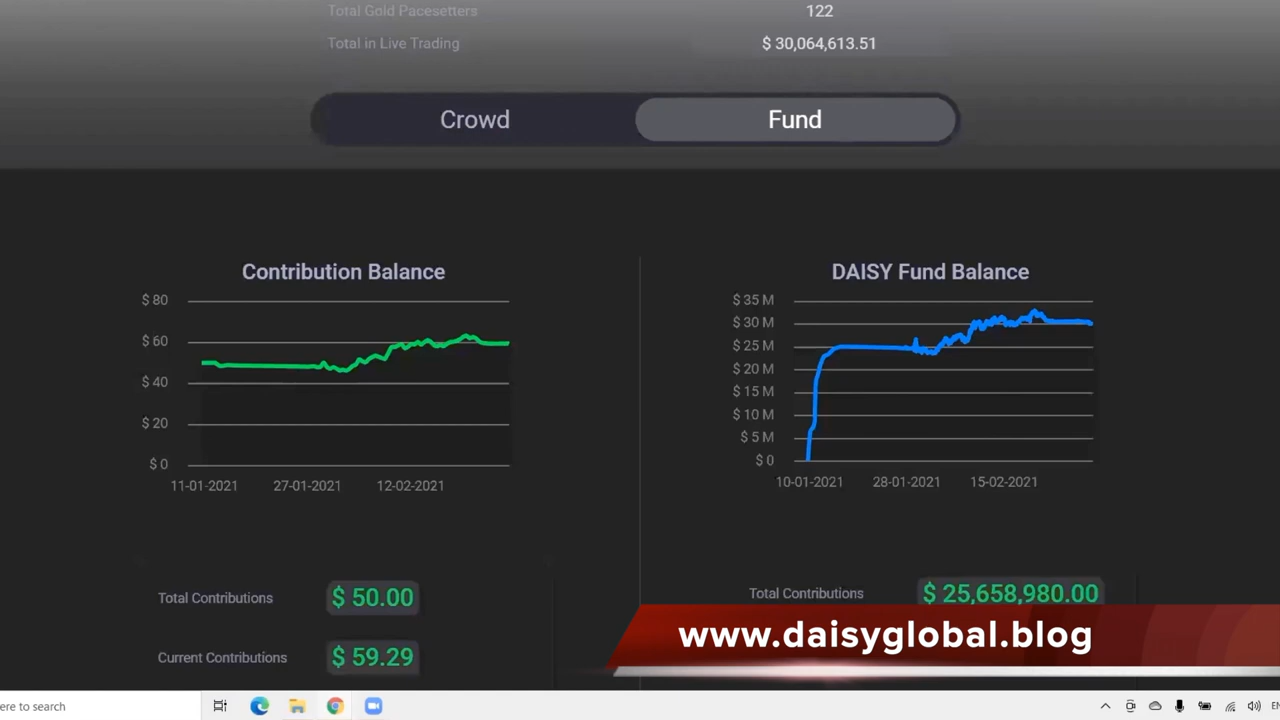 Total Gold Pacesetters 122
Total in Live Trading $ 30,064,613.51
Crowd Fund
Contribution Balance
$ 80
$ 60
$ 40
$ 20
$ 0
11-01-2021 27-01-2021 12-02-2021
DAISY Fund Balance
$ 35 M
$ 30 M
$ 25 M
$ 20 M
$ 15 M
$ 10 M
$ 5 M
$ 0
10-01-2021 28-01-2021 15-02-2021
Total Contributions $ 50.00
Current Contributions $ 59.29
Total Contributions $ 25,658,980.00
www.daisyglobal.blog
ere to search